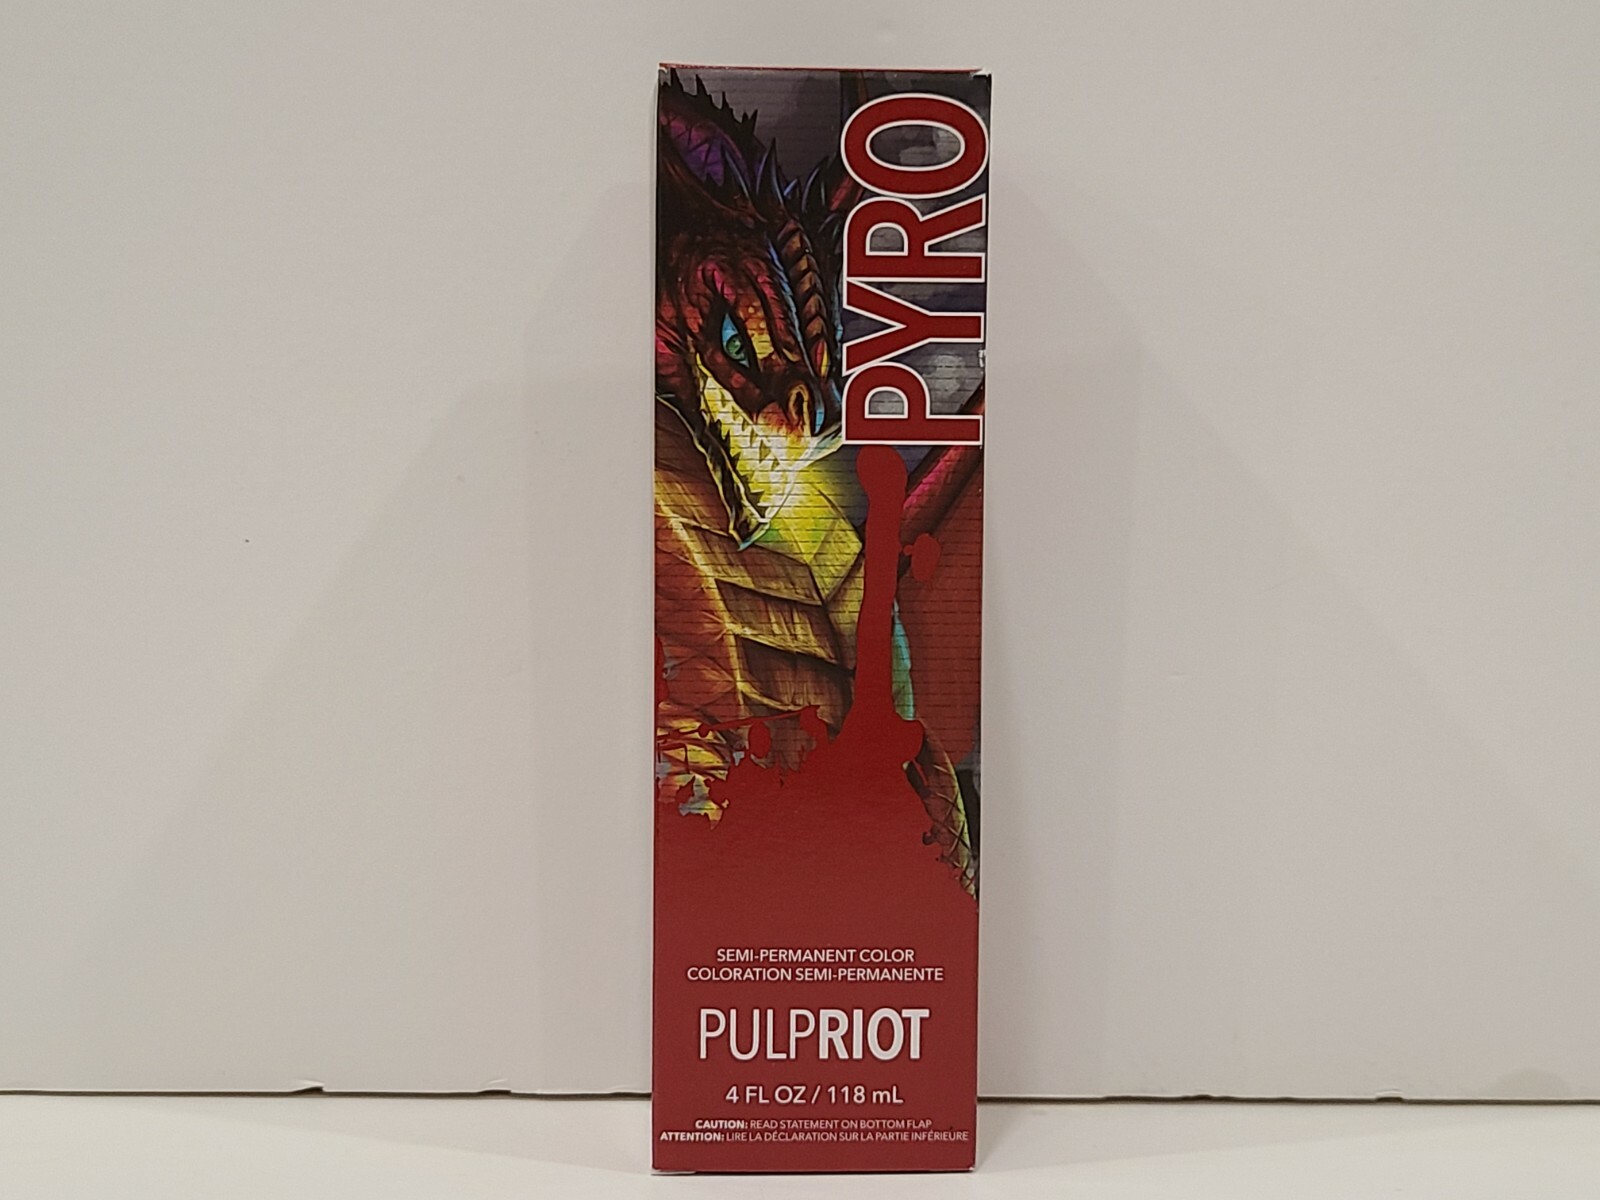 PYRO
SEMI-PERMANENT COLOR
COLORATION SEMI-PERMANENTE
PULPRIOT
4 FL OZ / 118 mL
CAUTION: READ STATEMENT ON BOTTOM FLAP
ATTENTION: LIRE LA DÉCLARATION SUR LA PARTIE INFÉRIEURE